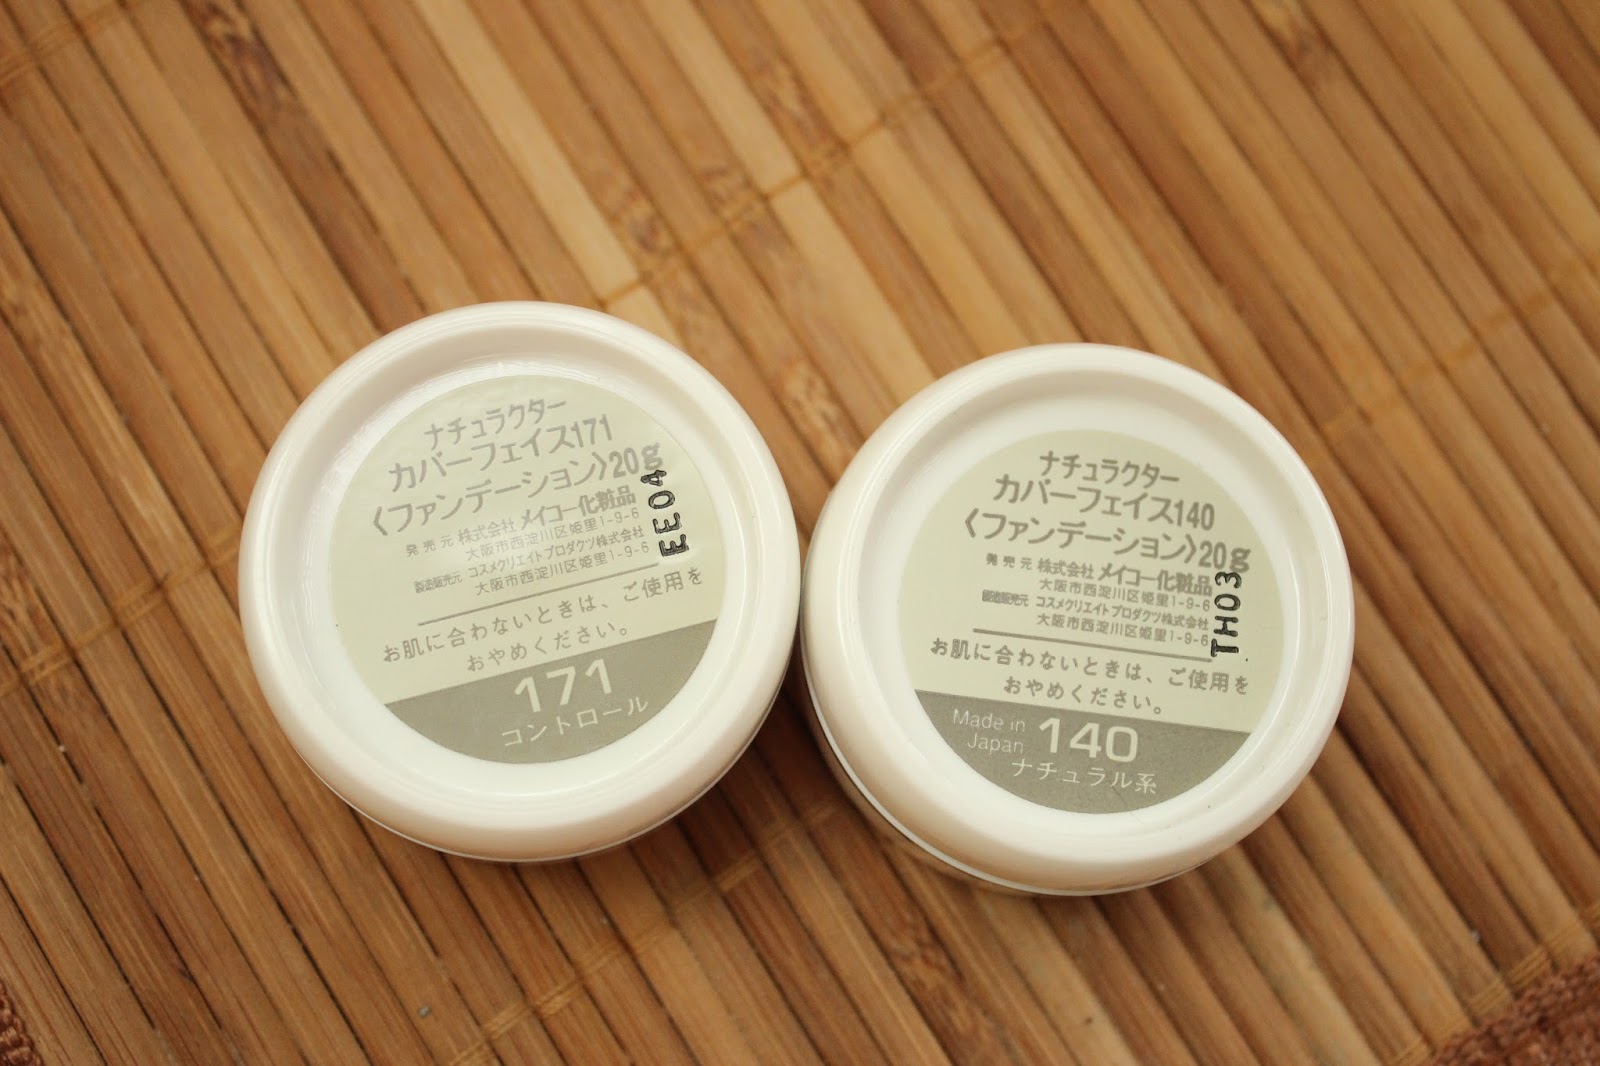 ナチュラクター
カバーフェイス171
〈ファンデーション〉20g
発売元 株式会社 メイコー化粧品
大阪市西淀川区姫里1-9-6
製造販売元 コスメクリエイトプロダクツ株式会社
大阪市西淀川区姫里1-9-6
EE04
お肌に合わないときは、ご使用を
おやめください。
171
コントロール
ナチュラクター
カバーフェイス140
〈ファンデーション〉20g
発売元 株式会社 メイコー化粧品
大阪市西淀川区姫里1-9-6
製造販売元 コスメクリエイトプロダクツ株式会社
大阪市西淀川区姫里1-9-6
TH03
お肌に合わないときは、ご使用を
おやめください。
Made in
Japan
140
ナチュラル系